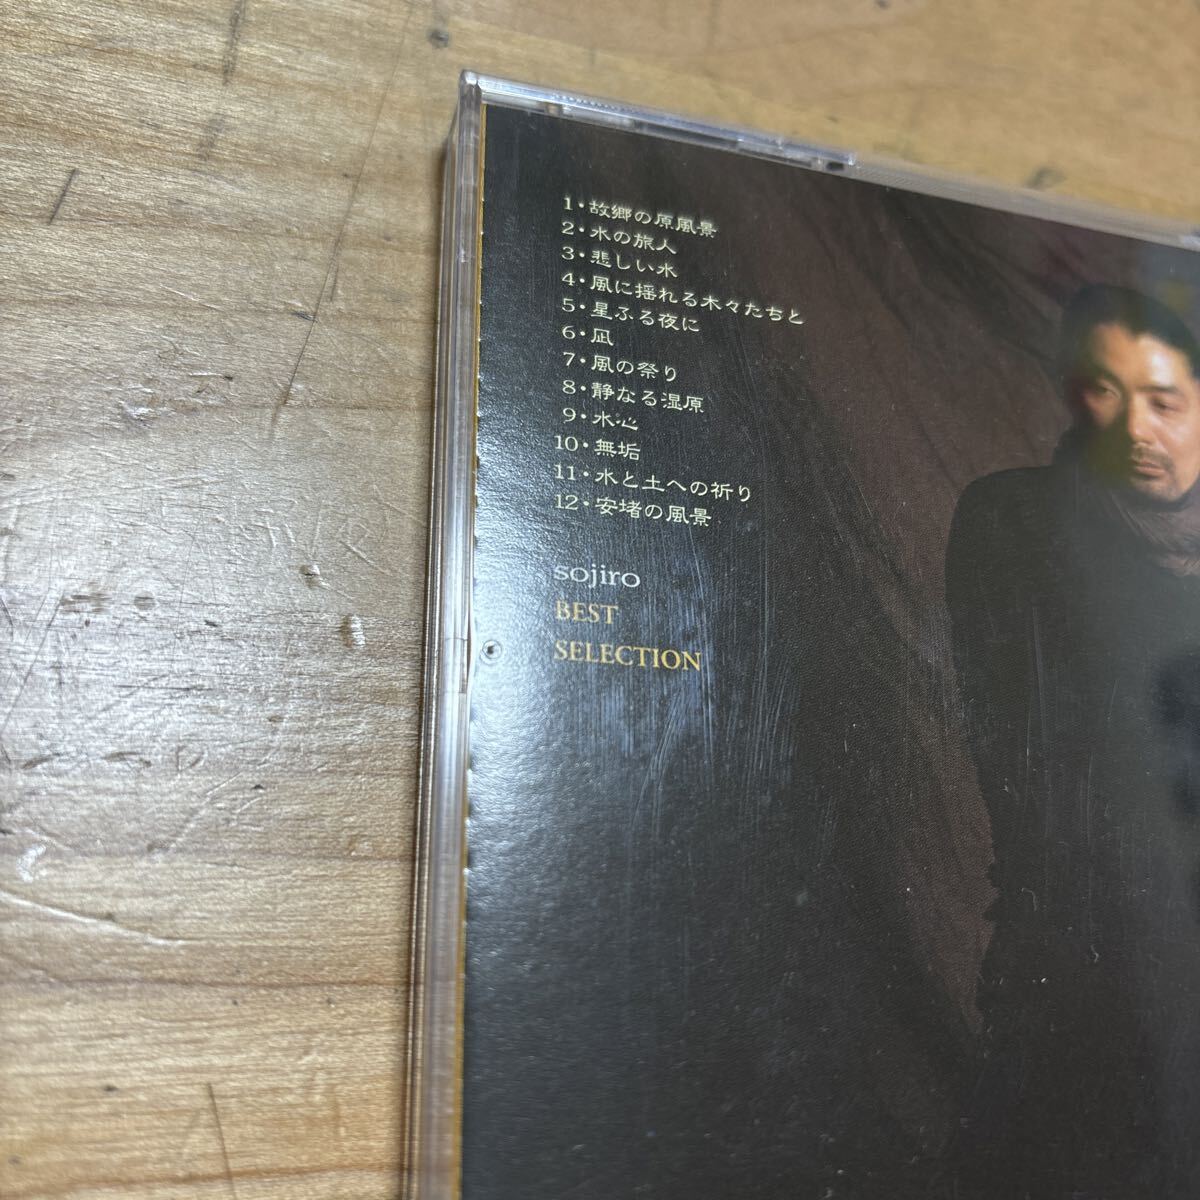 1・故郷の原風景
2・水の旅人
3・悲しい水
4・風に揺れる木々たちと
5・星ふる夜に
6・凪
7・風の祭り
8・静なる湿原
9・水心
10・無垢
11・水と土への祈り
12・安堵の風景
sojiro
BEST
SELECTION